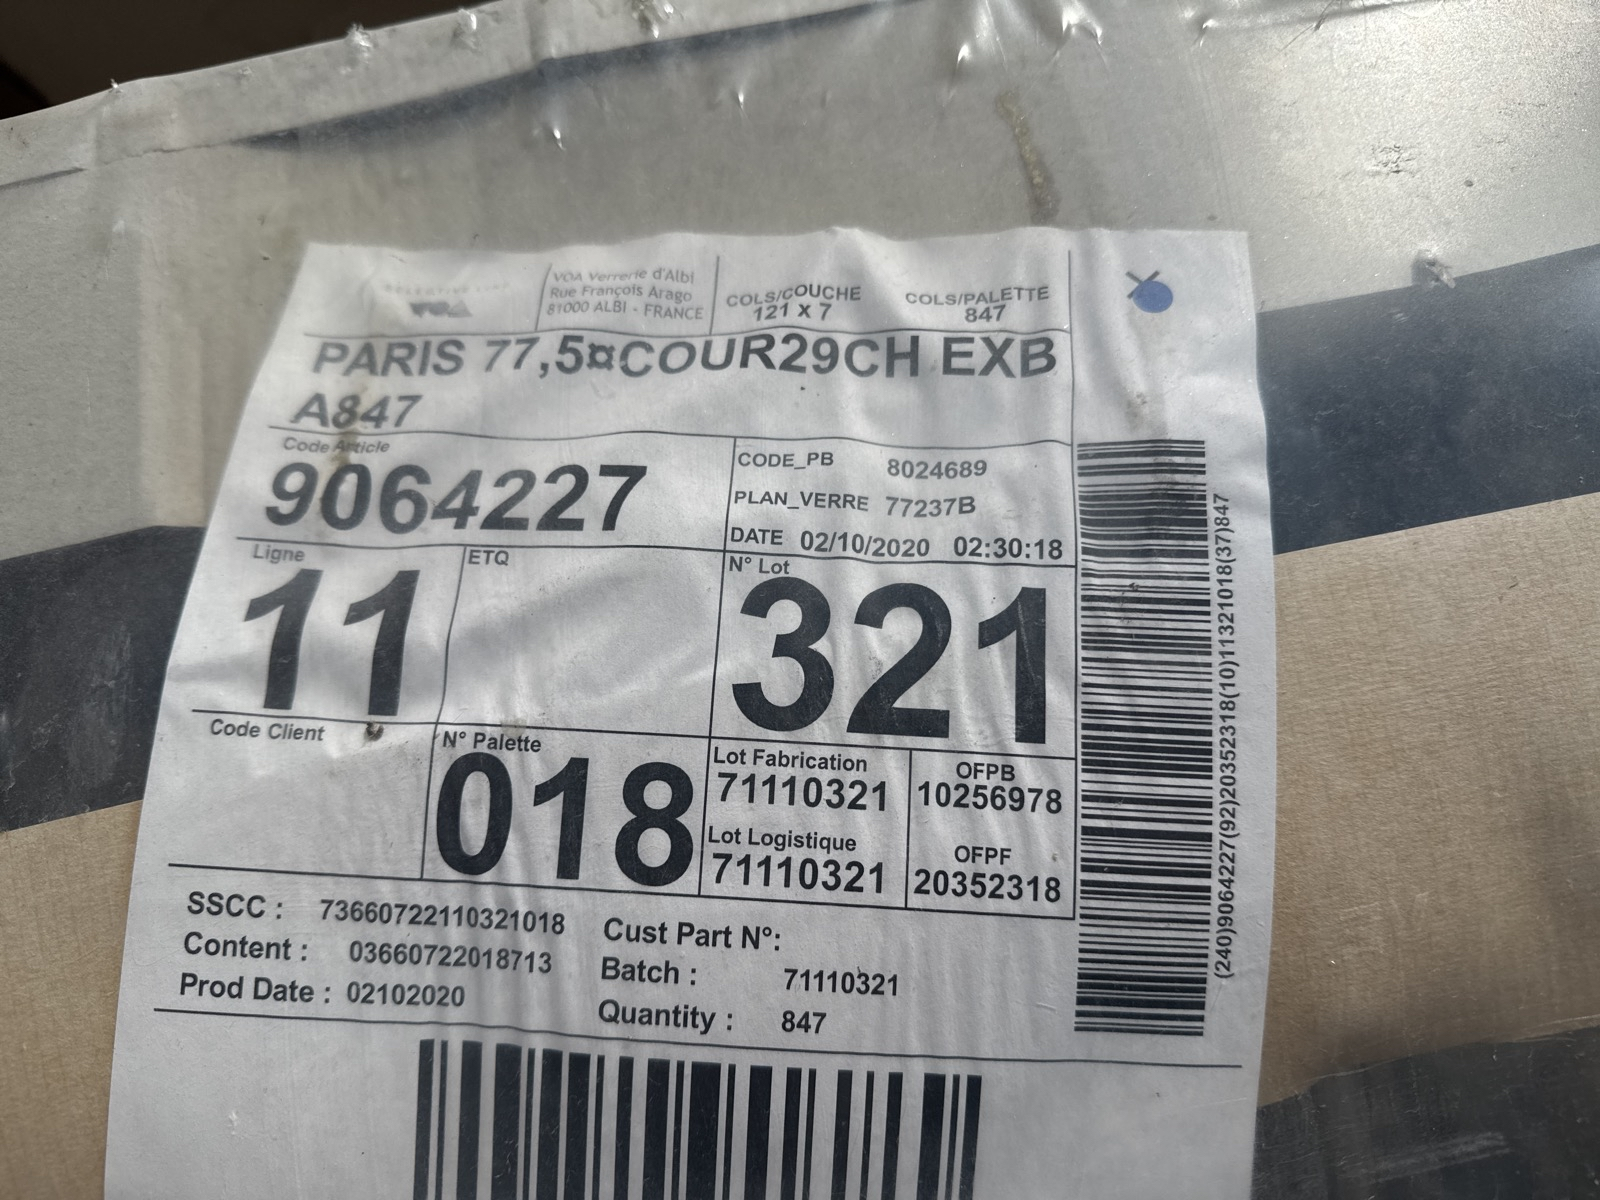 VOA
VOA Verrerie d'Albi
Rue François Arago
81000 ALBI - FRANCE
COLS/COUCHE
121 X 7
COLS/PALETTE
847
PARIS 77,5¤COUR29CH EXB
A847
Code Article
9064227
CODE_PB 8024689
PLAN_VERRE 77237B
DATE 02/10/2020 02:30:18
Ligne
11
ETQ
N° Lot
321
Code Client
N° Palette
018
Lot Fabrication
71110321
OFPB
10256978
Lot Logistique
71110321
OFPF
20352318
SSCC : 73660722110321018
Content : 03660722018713
Prod Date : 02102020
Cust Part N°:
Batch : 71110321
Quantity : 847
(240)9064227(92)20352318(10)11321018(37)847